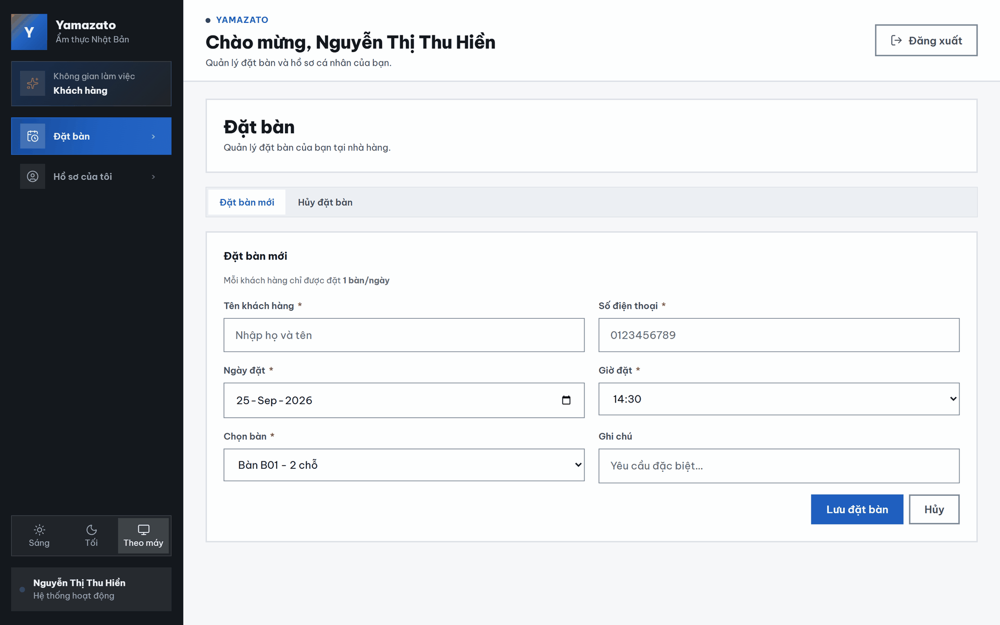 Y
Yamazato
Ẩm thực Nhật Bản
Không gian làm việc
Khách hàng
Đặt bàn
Hồ sơ của tôi
Sáng
Tối
Theo máy
Nguyễn Thị Thu Hiền
Hệ thống hoạt động
YAMAZATO
Chào mừng, Nguyễn Thị Thu Hiền
Quản lý đặt bàn và hồ sơ cá nhân của bạn.
Đăng xuất
Đặt bàn
Quản lý đặt bàn của bạn tại nhà hàng.
Đặt bàn mới
Hủy đặt bàn
Đặt bàn mới
Mỗi khách hàng chỉ được đặt 1 bàn/ngày
Tên khách hàng *
Nhập họ và tên
Số điện thoại *
0123456789
Ngày đặt *
25-Sep-2026
Giờ đặt *
14:30
Chọn bàn *
Bàn B01 - 2 chỗ
Ghi chú
Yêu cầu đặc biệt...
Lưu đặt bàn
Hủy